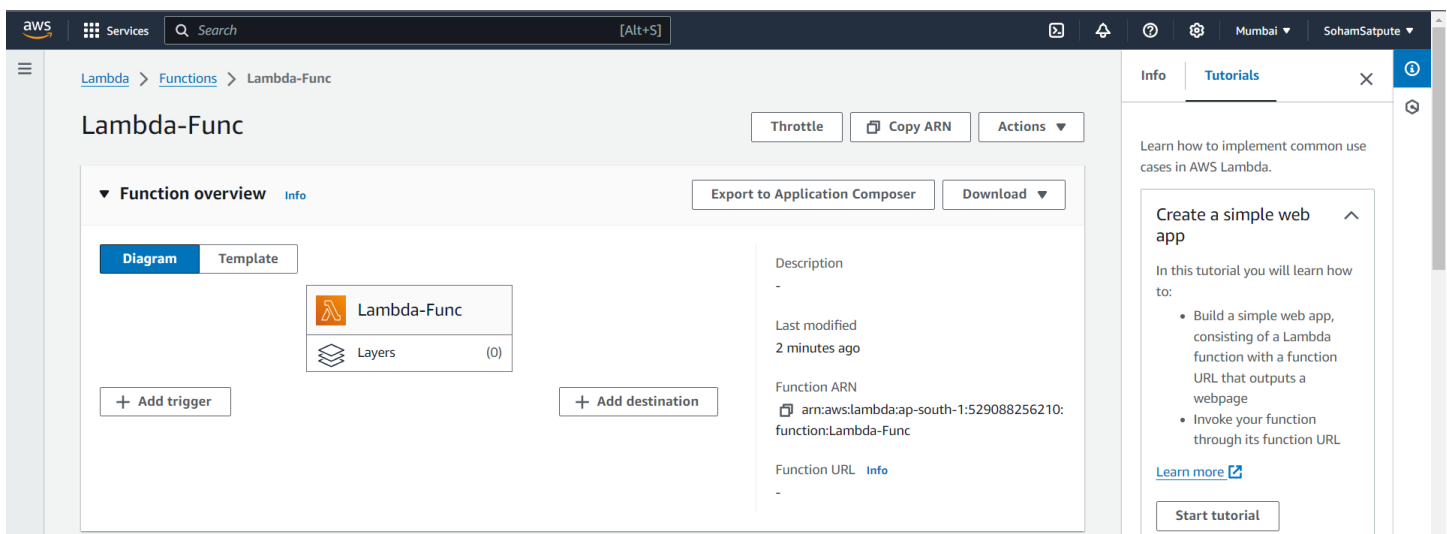 aws
Services
Search
[Alt+S]
Mumbai ▼
SohamSatpute ▼
Lambda > Functions > Lambda-Func
Lambda-Func
Throttle
Copy ARN
Actions ▼
▼ Function overview Info
Export to Application Composer
Download ▼
Diagram
Template
Lambda-Func
Layers (0)
+ Add trigger
+ Add destination
Description
-
Last modified
2 minutes ago
Function ARN
arn:aws:lambda:ap-south-1:529088256210:
function:Lambda-Func
Function URL Info
-
Info
Tutorials
Learn how to implement common use
cases in AWS Lambda.
Create a simple web
app
In this tutorial you will learn how
to:
• Build a simple web app,
consisting of a Lambda
function with a function
URL that outputs a
webpage
• Invoke your function
through its function URL
Learn more
Start tutorial